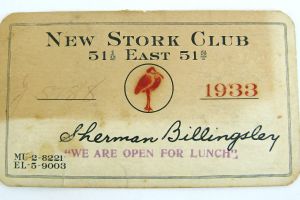 NEW STORK CLUB
51½ EAST 51st
1933
Sherman Billingsley
"WE ARE OPEN FOR LUNCH"
MU-2-8221
EL-5-9003